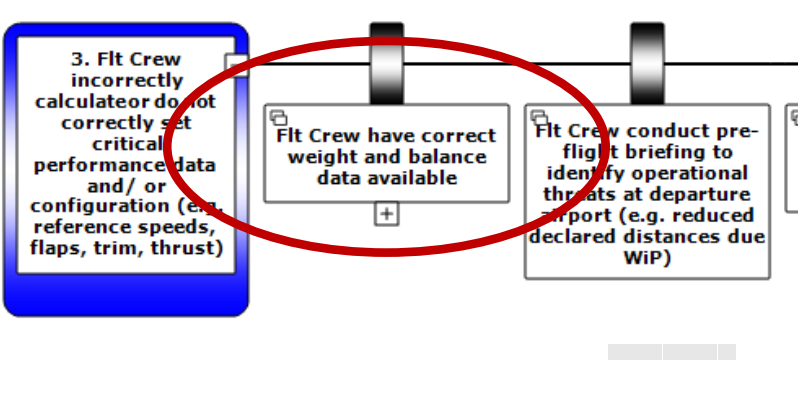 3. Flt Crew
incorrectly
calculateor do not
correctly set
critical
performance data
and/ or
configuration (e.g.
reference speeds,
flaps, trim, thrust)
Flt Crew have correct
weight and balance
data available
Flt Crew conduct pre-
flight briefing to
identify operational
threats at departure
airport (e.g. reduced
declared distances due
WiP)